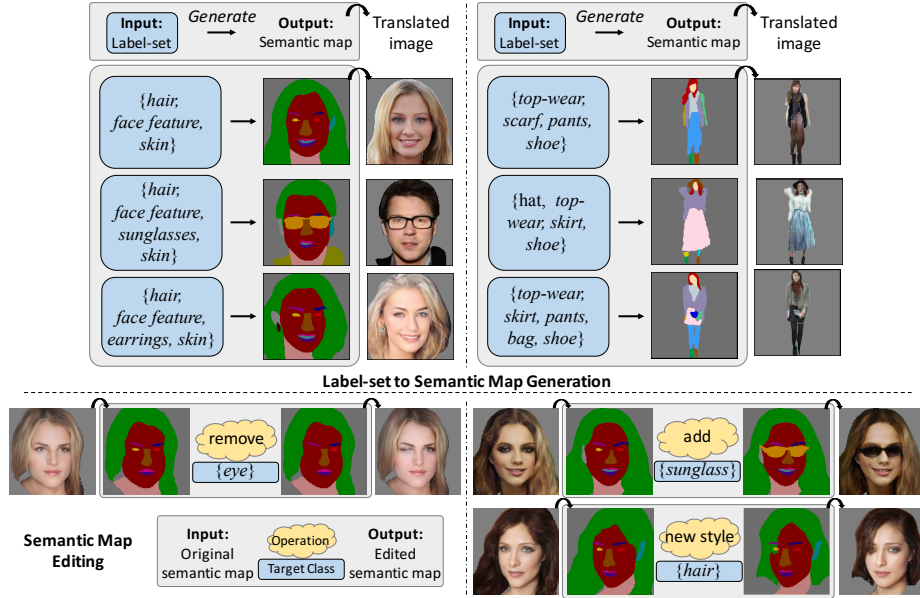 Input:
Label-set
Generate
Output:
Semantic map
Translated
image
{hair,
face feature,
skin}
{hair,
face feature,
sunglasses,
skin}
{hair,
face feature,
earrings, skin}
Input:
Label-set
Generate
Output:
Semantic map
Translated
image
{top-wear,
scarf, pants,
shoe}
{hat, top-
wear, skirt,
shoe}
{top-wear,
skirt, pants,
bag, shoe}
Label-set to Semantic Map Generation
remove
{eye}
add
{sunglass}
Semantic Map
Editing
Input:
Original
semantic map
Operation
Target Class
Output:
Edited
semantic map
new style
{hair}